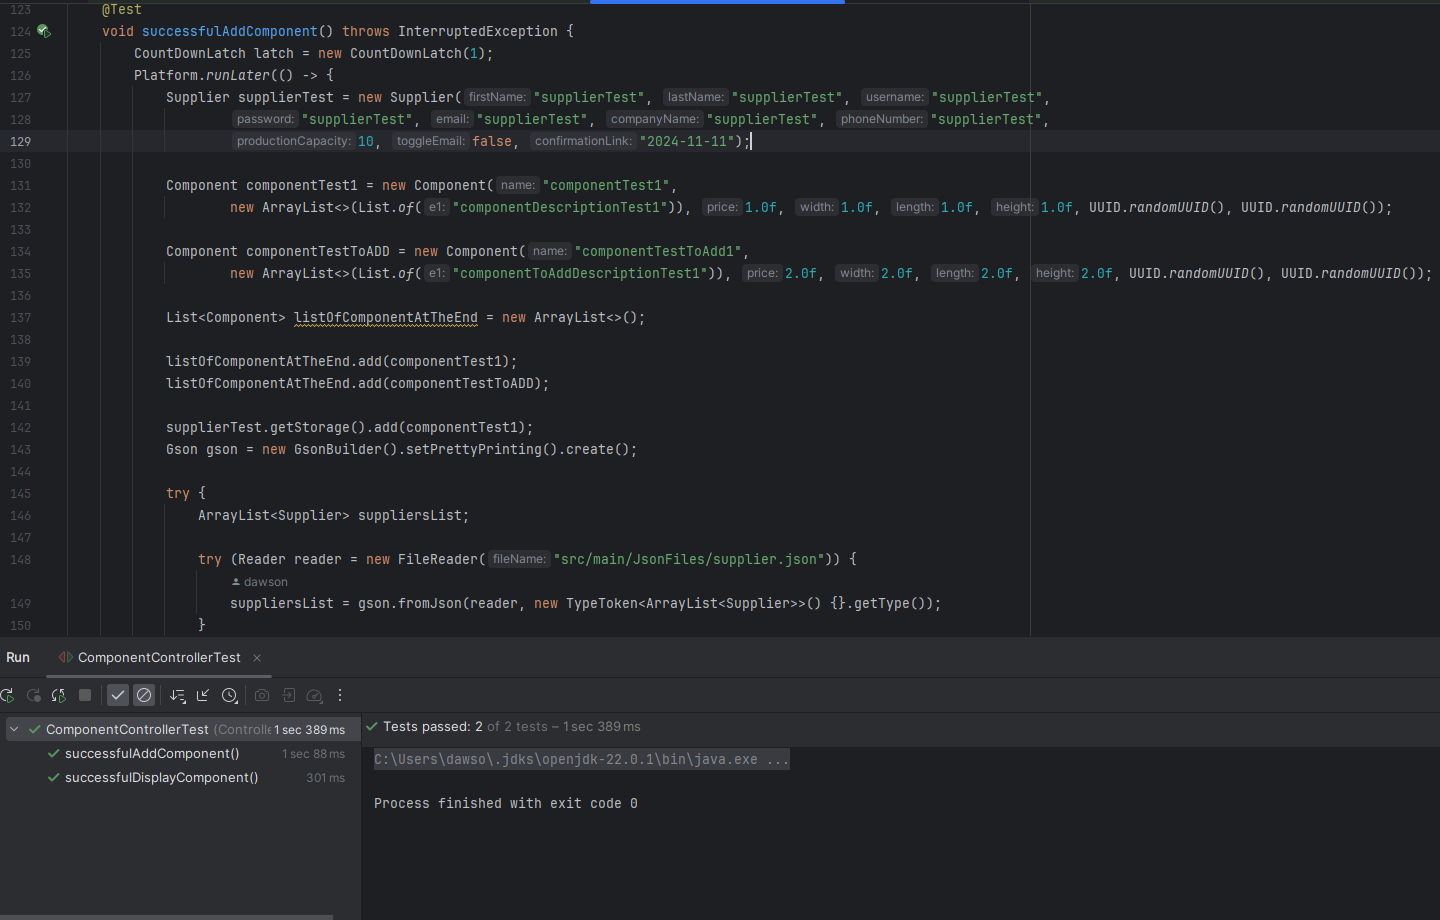 123 @Test
124 void successfulAddComponent() throws InterruptedException {
125 CountDownLatch latch = new CountDownLatch(1);
126 Platform.runLater(() -> {
127 Supplier supplierTest = new Supplier( firstName: "supplierTest", lastName: "supplierTest", username: "supplierTest",
128 password: "supplierTest", email: "supplierTest", companyName: "supplierTest", phoneNumber: "supplierTest",
129 productionCapacity: 10, toggleEmail: false, confirmationLink: "2024-11-11");
130
131 Component componentTest1 = new Component( name: "componentTest1",
132 new ArrayList<>(List.of( e1: "componentDescriptionTest1")), price: 1.0f, width: 1.0f, length: 1.0f, height: 1.0f, UUID.randomUUID(), UUID.randomUUID());
133
134 Component componentTestToADD = new Component( name: "componentTestToAdd1",
135 new ArrayList<>(List.of( e1: "componentToAddDescriptionTest1")), price: 2.0f, width: 2.0f, length: 2.0f, height: 2.0f, UUID.randomUUID(), UUID.randomUUID());
136
137 List<Component> listOfComponentAtTheEnd = new ArrayList<>();
138
139 listOfComponentAtTheEnd.add(componentTest1);
140 listOfComponentAtTheEnd.add(componentTestToADD);
141
142 supplierTest.getStorage().add(componentTest1);
143 Gson gson = new GsonBuilder().setPrettyPrinting().create();
144
145 try {
146 ArrayList<Supplier> suppliersList;
147
148 try (Reader reader = new FileReader( fileName: "src/main/JsonFiles/supplier.json")) {
dawson
149 suppliersList = gson.fromJson(reader, new TypeToken<ArrayList<Supplier>>() {}.getType());
150 }
Run ComponentControllerTest
ComponentControllerTest (Controlle 1 sec 389 ms
successfulAddComponent() 1 sec 88 ms
successfulDisplayComponent() 301 ms
Tests passed: 2 of 2 tests – 1 sec 389 ms
C:\Users\dawso\.jdks\openjdk-22.0.1\bin\java.exe ...
Process finished with exit code 0